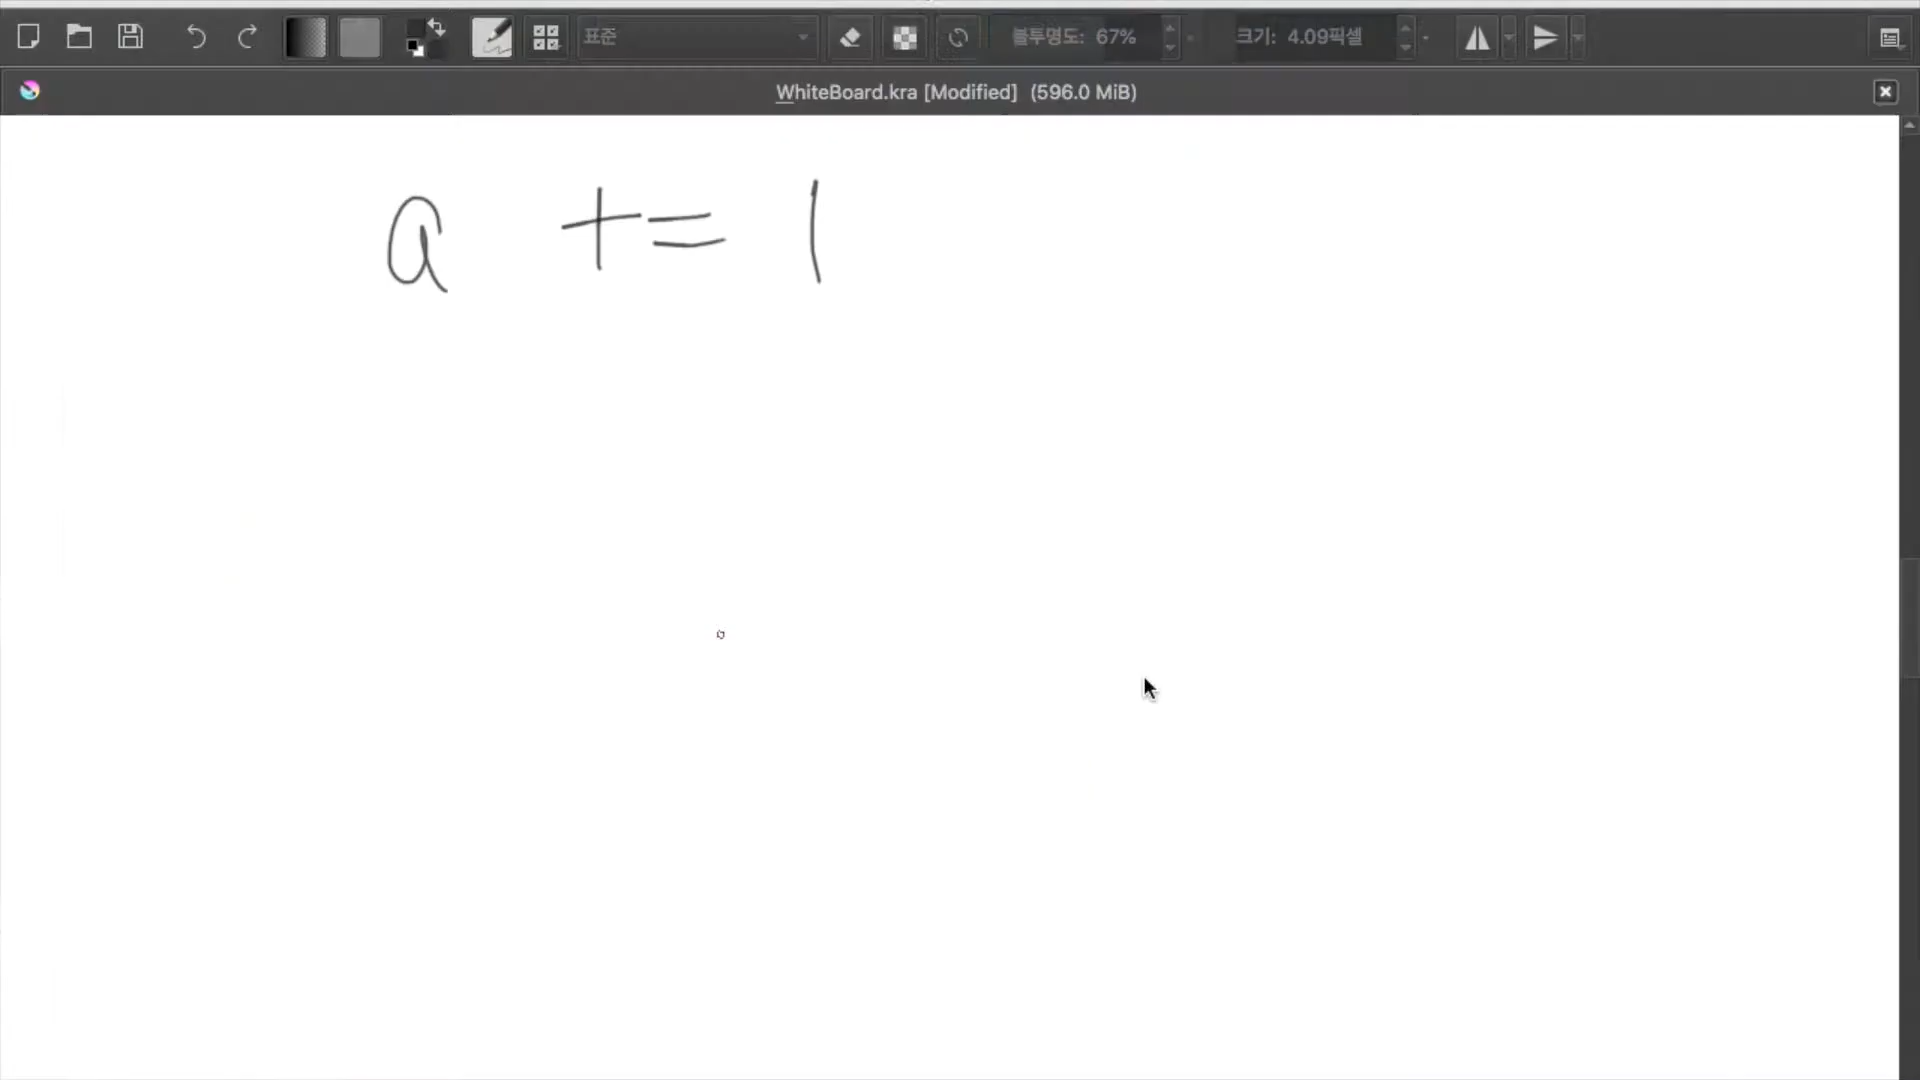 표준 불투명도: 67% 크기: 4.09픽셀
WhiteBoard.kra [Modified] (596.0 MiB)
a += 1